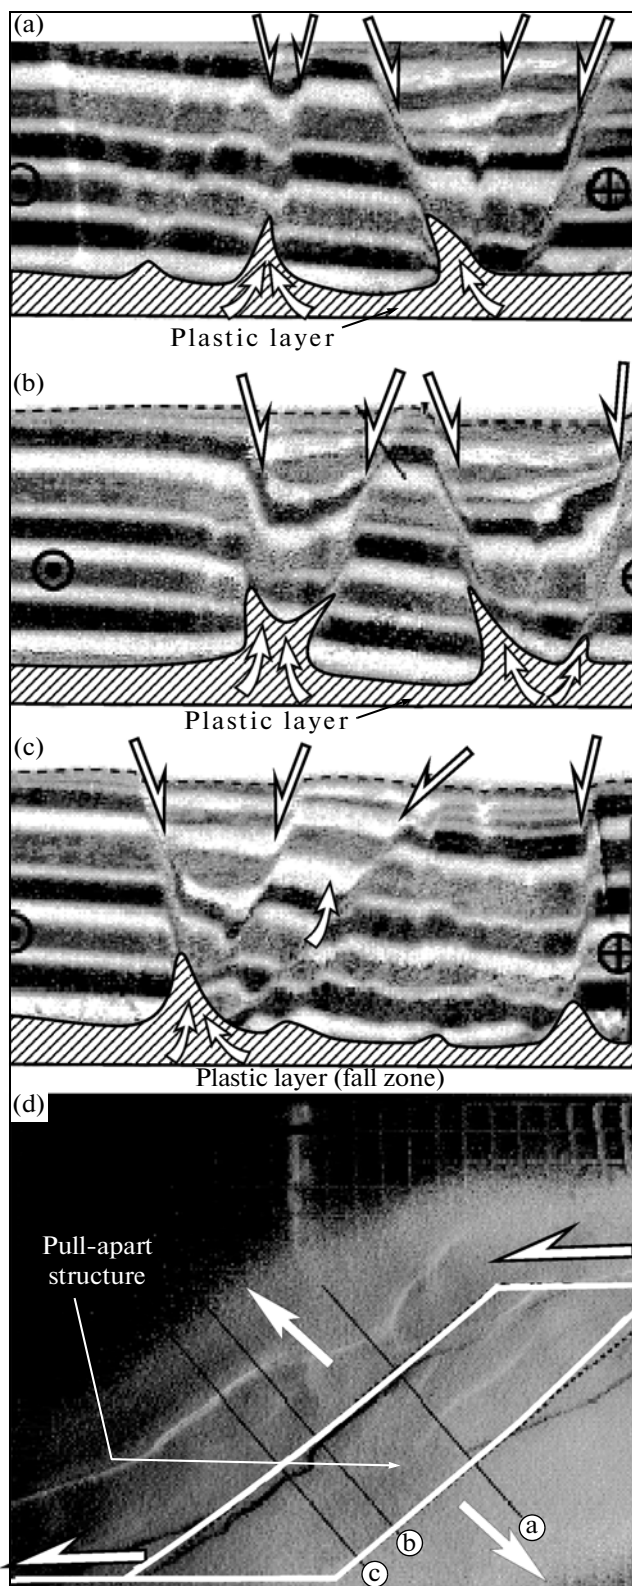 (a)
Plastic layer
(b)
Plastic layer
(c)
Plastic layer (fall zone)
(d)
Pull-apart
structure
a
b
c